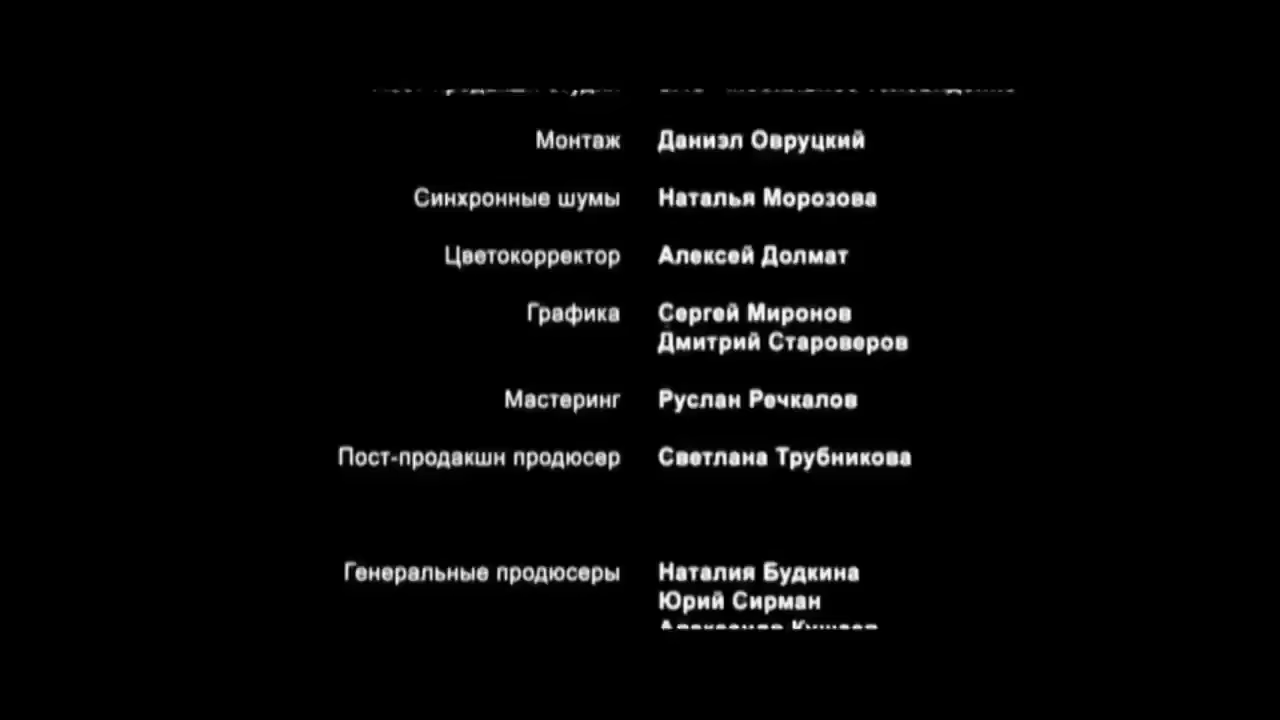 Монтаж Даниэл Овруцкий
Синхронные шумы Наталья Морозова
Цветокорректор Алексей Долмат
Графика Сергей Миронов
Дмитрий Староверов
Мастеринг Руслан Речкалов
Пост-продакшн продюсер Светлана Трубникова
Генеральные продюсеры Наталия Будкина
Юрий Сирман
Александр